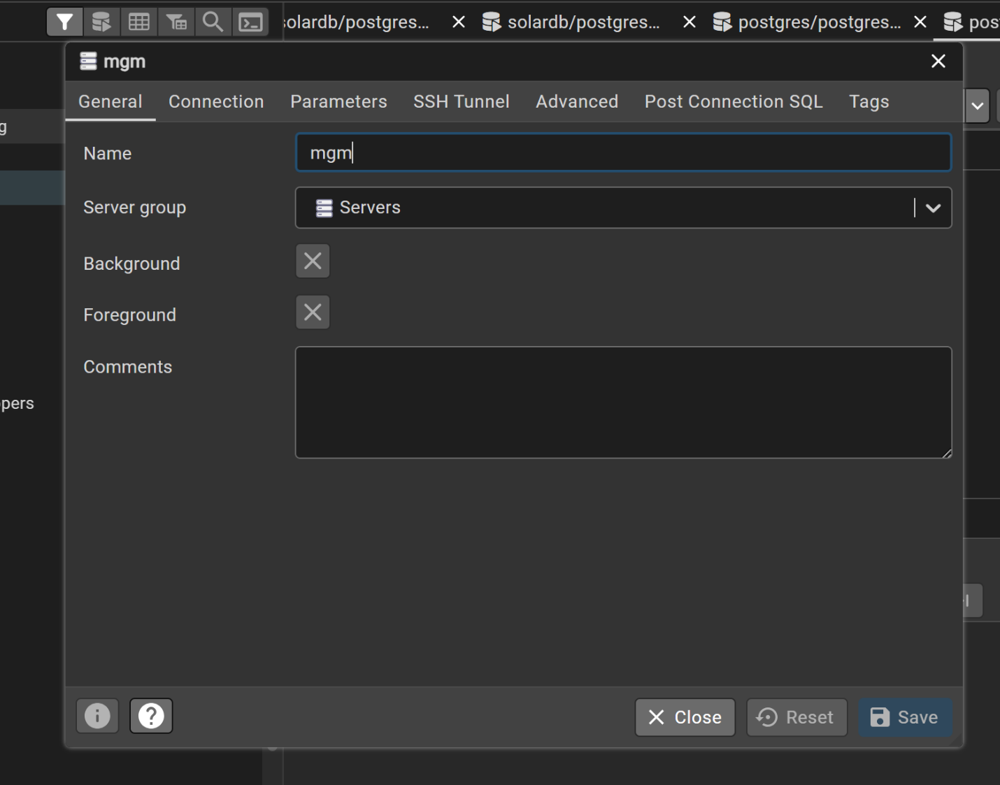 solardb/postgres... solardb/postgres... postgres/postgres... pos
mgm
General Connection Parameters SSH Tunnel Advanced Post Connection SQL Tags
g
Name mgm
Server group Servers
Background
Foreground
Comments
pers
Close Reset Save